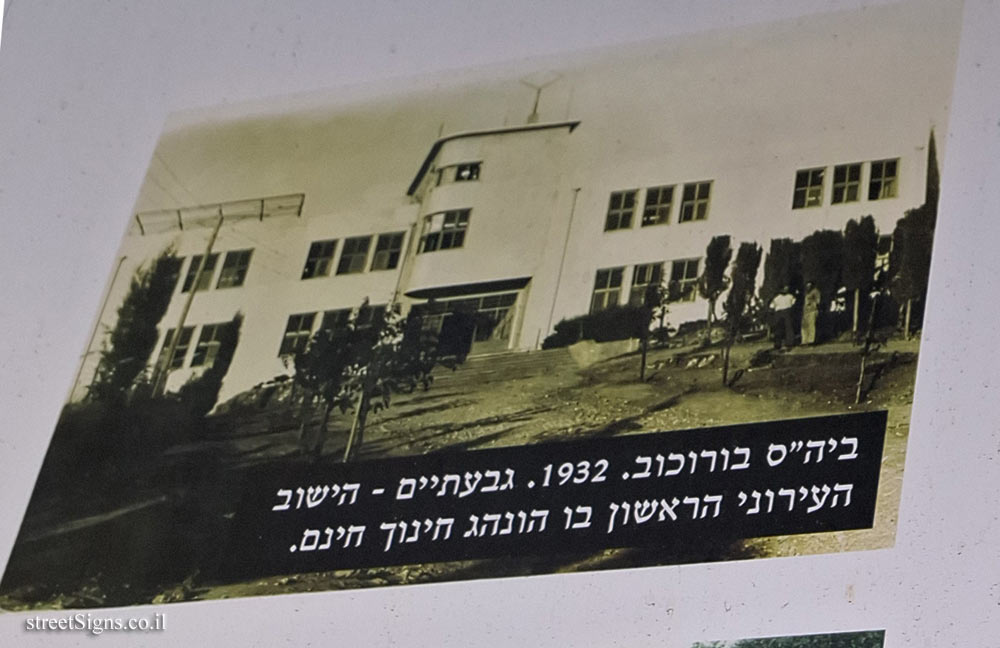 ביה"ס בורוכוב. 1932. גבעתיים - הישוב
העירוני הראשון בו הונהג חינוך חינם.
streetSigns.co.il